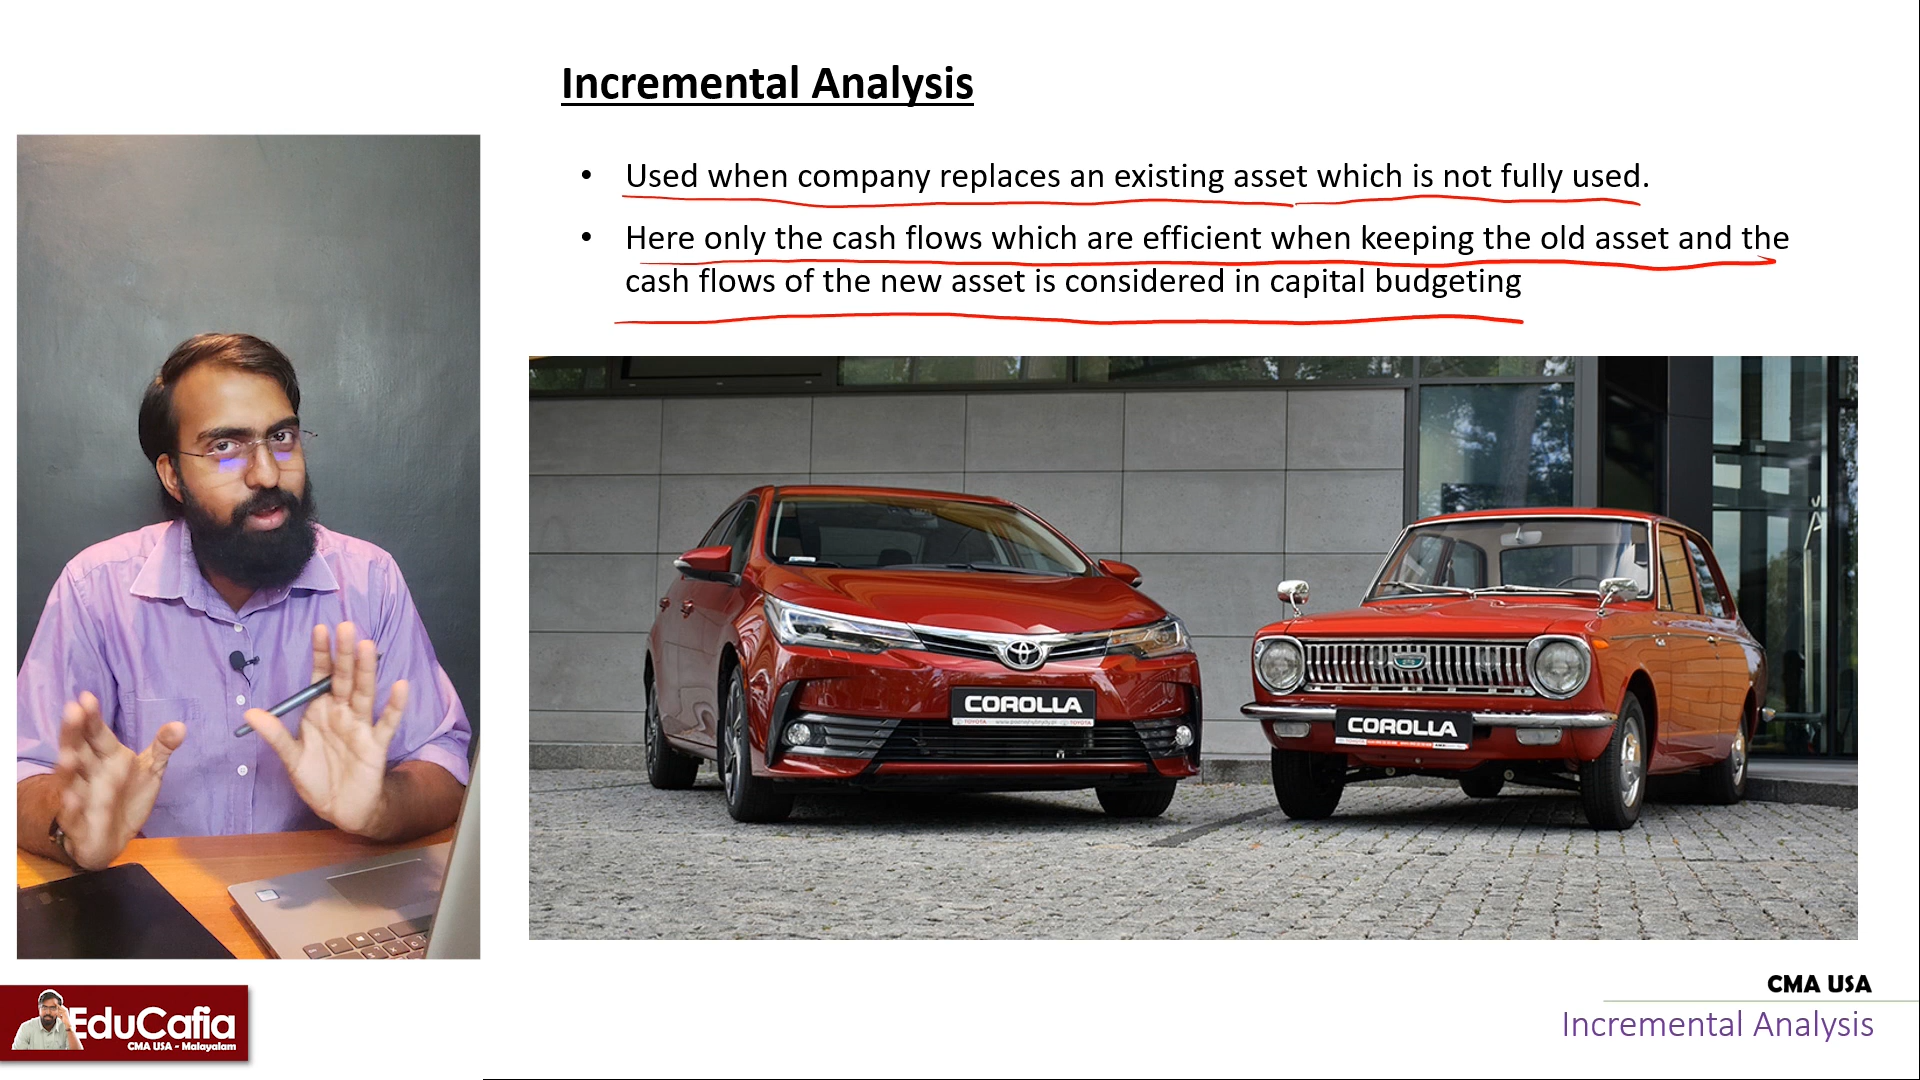 Incremental Analysis
• Used when company replaces an existing asset which is not fully used.
• Here only the cash flows which are efficient when keeping the old asset and the
cash flows of the new asset is considered in capital budgeting
COROLLA
TOYOTA
TOYOTA
COROLLA
EduCafia
CMA USA - Malayalam
CMA USA
Incremental Analysis